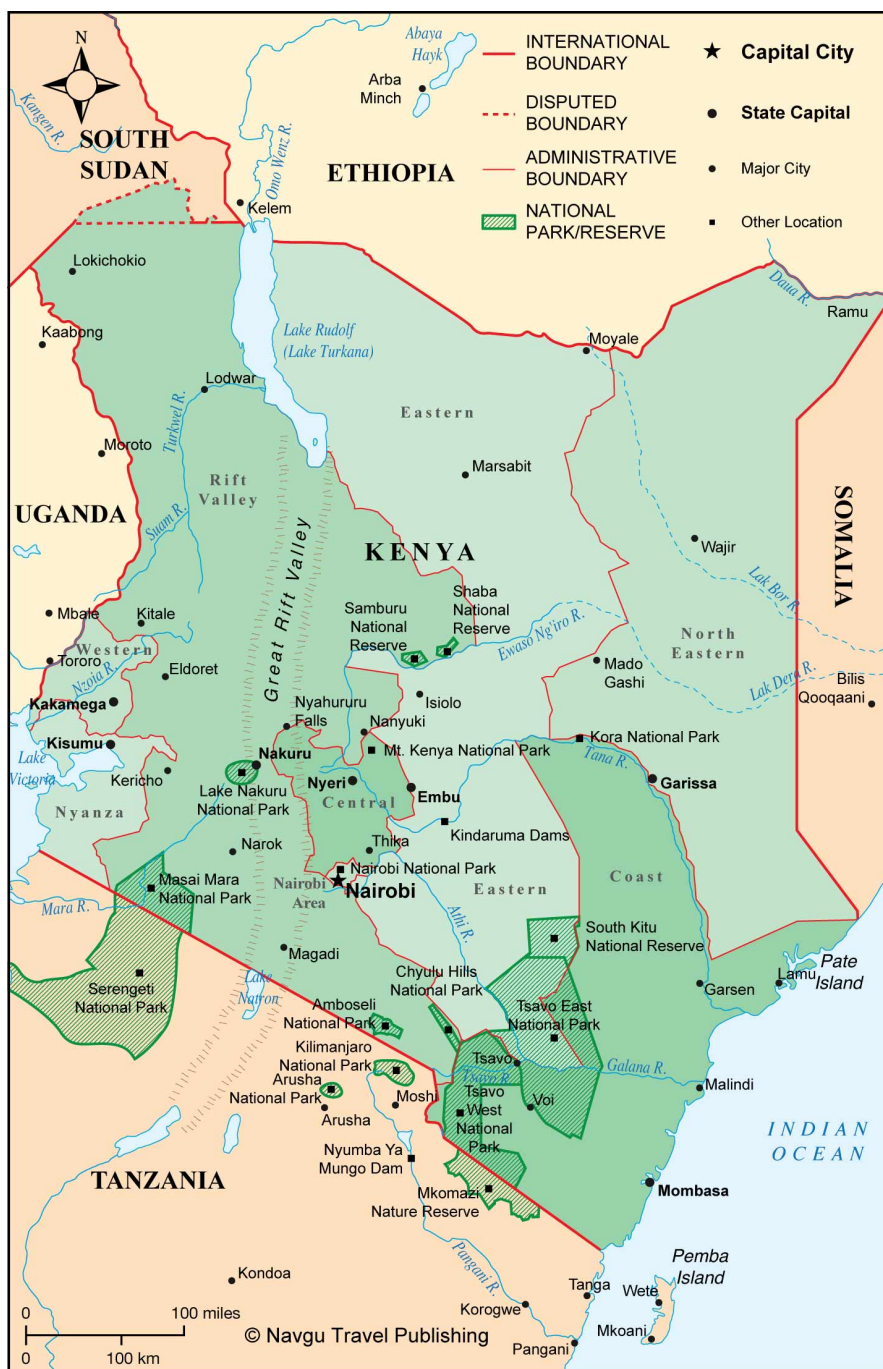 N
Abaya
Hayk
Arba
Minch
INTERNATIONAL
BOUNDARY
DISPUTED
BOUNDARY
ADMINISTRATIVE
BOUNDARY
NATIONAL
PARK/RESERVE
Capital City
State Capital
Major City
Other Location
Kangen R.
SOUTH
SUDAN
Omo Wenz R.
ETHIOPIA
Kelem
Lokichokio
Daua R.
Ramu
Kaabong
Lake Rudolf
(Lake Turkana)
Moyale
Lodwar
Turkwel R.
Eastern
Moroto
Marsabit
Rift
Valley
UGANDA
Suam R.
Great Rift Valley
KENYA
Wajir
SOMALIA
Lak Bor R.
Mbale
Kitale
Samburu
National
Reserve
Shaba
National
Reserve
Ewaso Ng'iro R.
North
Eastern
Western
Tororo
Nzoia R.
Eldoret
Mado
Gashi
Lak Dera R.
Bilis
Qooqaani
Kakamega
Isiolo
Nyahururu
Falls
Nanyuki
Kisumu
Lake
Victoria
Mt. Kenya National Park
Kora National Park
Tana R.
Kericho
Nakuru
Lake Nakuru
National Park
Nyeri
Central
Embu
Garissa
Nyanza
Kindaruma Dams
Narok
Thika
Nairobi National Park
Nairobi
Nairobi
Area
Eastern
Coast
Masai Mara
National Park
Mara R.
Athi R.
South Kitu
National Reserve
Magadi
Pate
Island
Lamu
Serengeti
National Park
Lake
Natron
Chyulu Hills
National Park
Garsen
Amboseli
National Park
Tsavo East
National Park
Kilimanjaro
National Park
Tsavo
Tsavo R.
Galana R.
Arusha
National Park
Moshi
Malindi
Arusha
Tsavo
West
National
Park
Voi
INDIAN
OCEAN
Nyumba Ya
Mungo Dam
TANZANIA
Mkomazi
Nature Reserve
Mombasa
Pangani R.
Pemba
Island
Kondoa
Tanga
Wete
Korogwe
Mkoani
Pangani
0 100 miles
0 100 km
© Navgu Travel Publishing